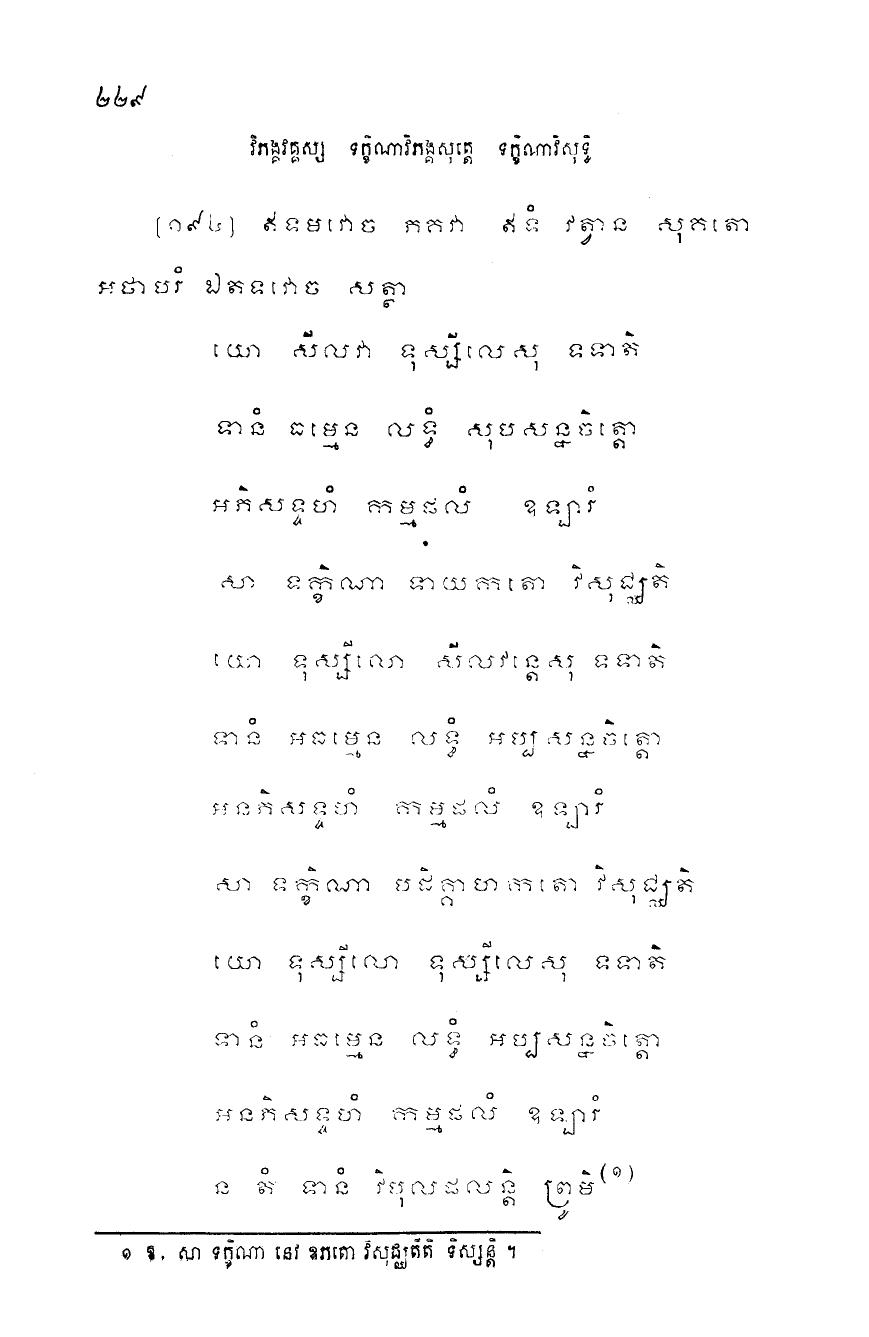 ២២៩
វិភង្គវគ្គស្ស ទក្ខិណាវិភង្គសុត្តេ ទក្ខិណាវិសុទ្ធិ
[១៩៤] ឥទមវោច ភគវា ឥទំ វត្វាន សុគតោ
អថាបរំ ឯតទវោច សត្ថា
យោ សីលវា ទុស្សីលេសុ ទទាតិ
ទានំ ធម្មេន លទ្ធំ សុបសន្នចិត្តោ
អភិសទ្ទហំ កម្មផលំ ឧឡារំ
សា ទក្ខិណា ទាយកតោ វិសុជ្ឈតិ
យោ ទុស្សីលោ សីលវន្តេសុ ទទាតិ
ទានំ អធម្មេន លទ្ធំ អប្បសន្នចិត្តោ
អនភិសទ្ទហំ កម្មផលំ ឧឡារំ
សា ទក្ខិណា បដិគ្គាហកតោ វិសុជ្ឈតិ
យោ ទុស្សីលោ ទុស្សីលេសុ ទទាតិ
ទានំ អធម្មេន លទ្ធំ អប្បសន្នចិត្តោ
អនភិសទ្ទហំ កម្មផលំ ឧឡារំ
ន តំ ទានំ វិបុលផលន្តិ ព្រូមិ(១)
១ ឱ. សា ទក្ខិណា នេវ ឧភតោ វិសុជ្ឈតីតិ ទិស្សន្តិ ។